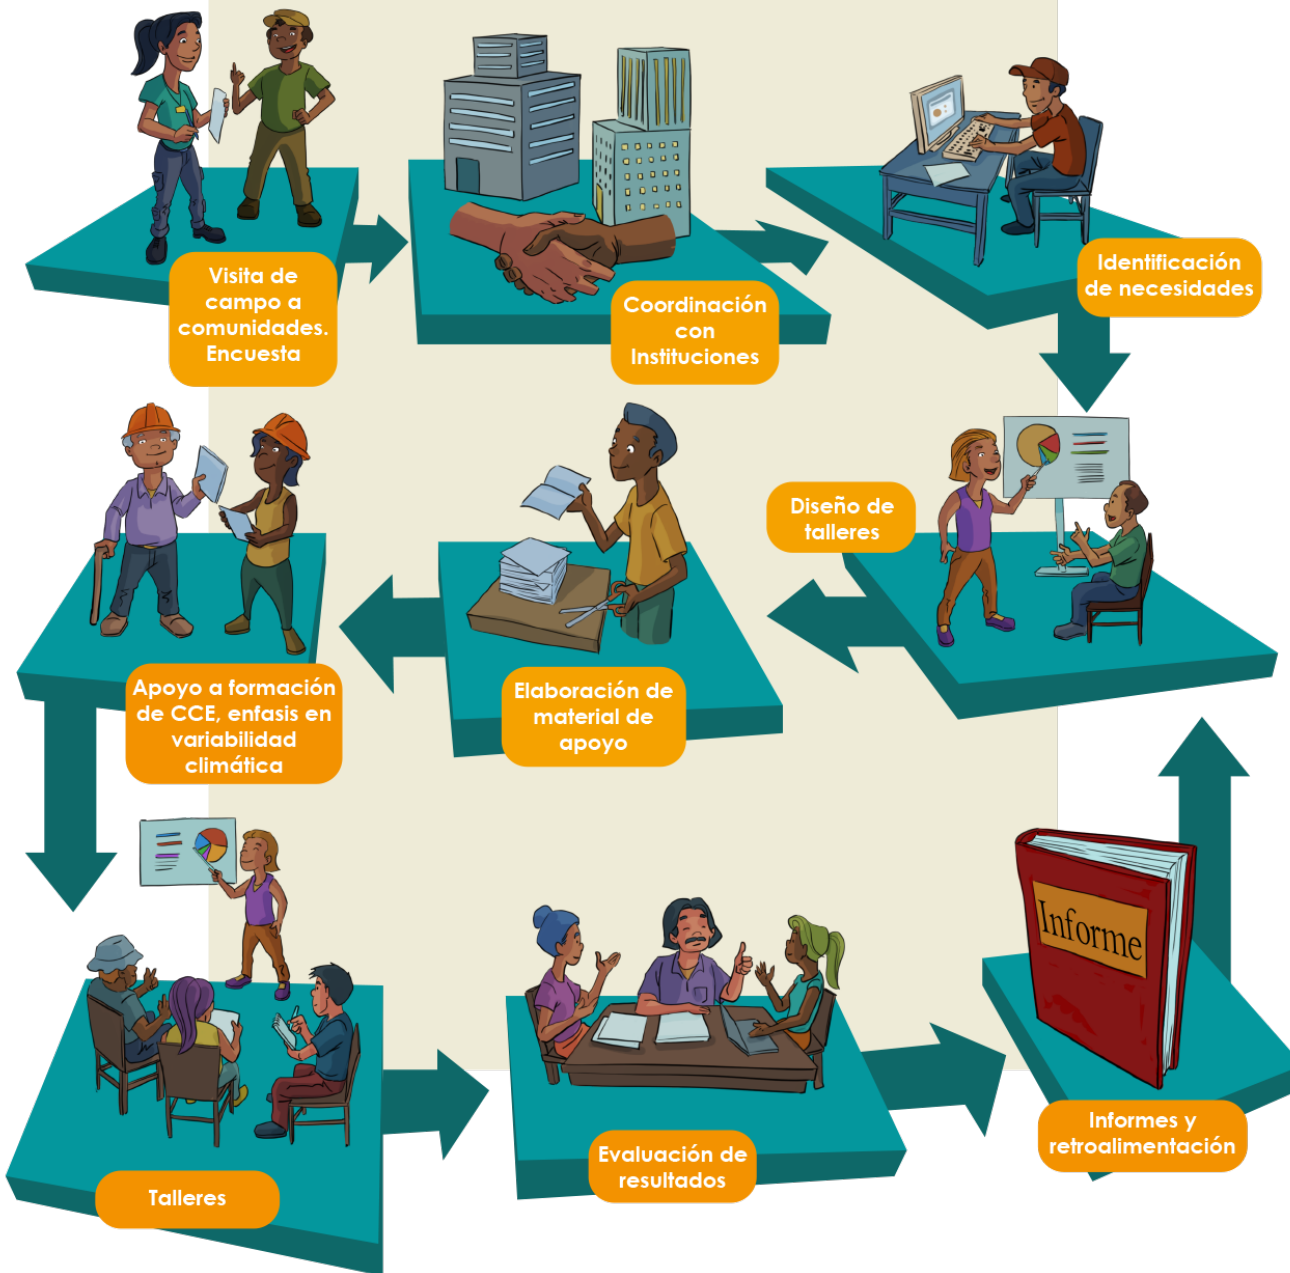 Visita de
campo a
comunidades.
Encuesta
Coordinación
con
Instituciones
Identificación
de necesidades
Diseño de
talleres
Elaboración de
material de
apoyo
Apoyo a formación
de CCE, enfasis en
variabilidad
climática
Talleres
Evaluación de
resultados
Informe
Informes y
retroalimentación